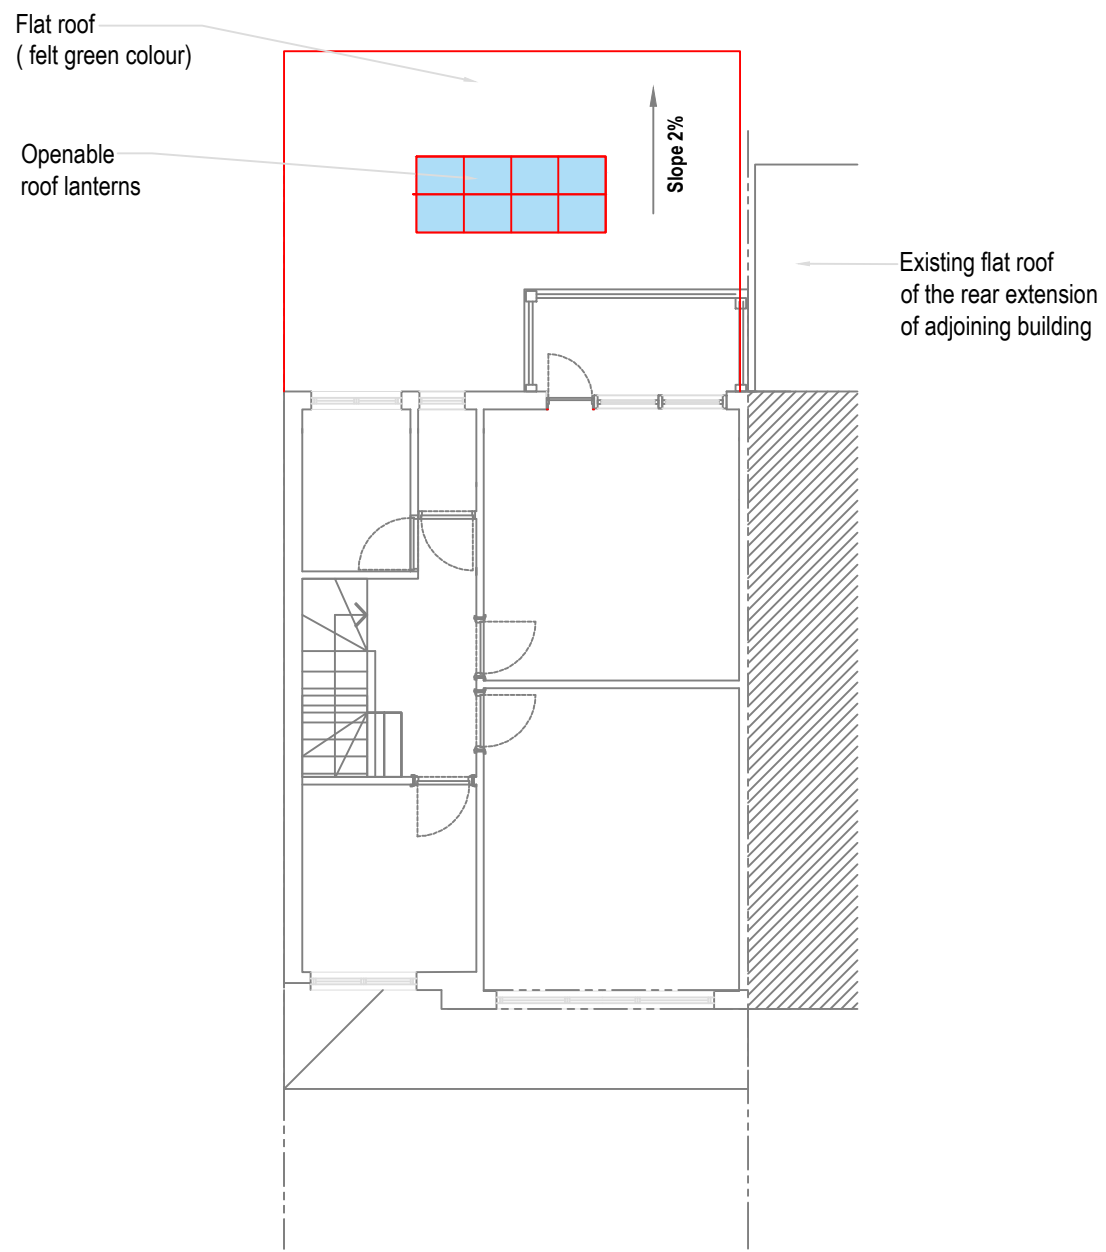 Flat roof
( felt green colour)
Openable
roof lanterns
Slope 2%
Existing flat roof
of the rear extension
of adjoining building